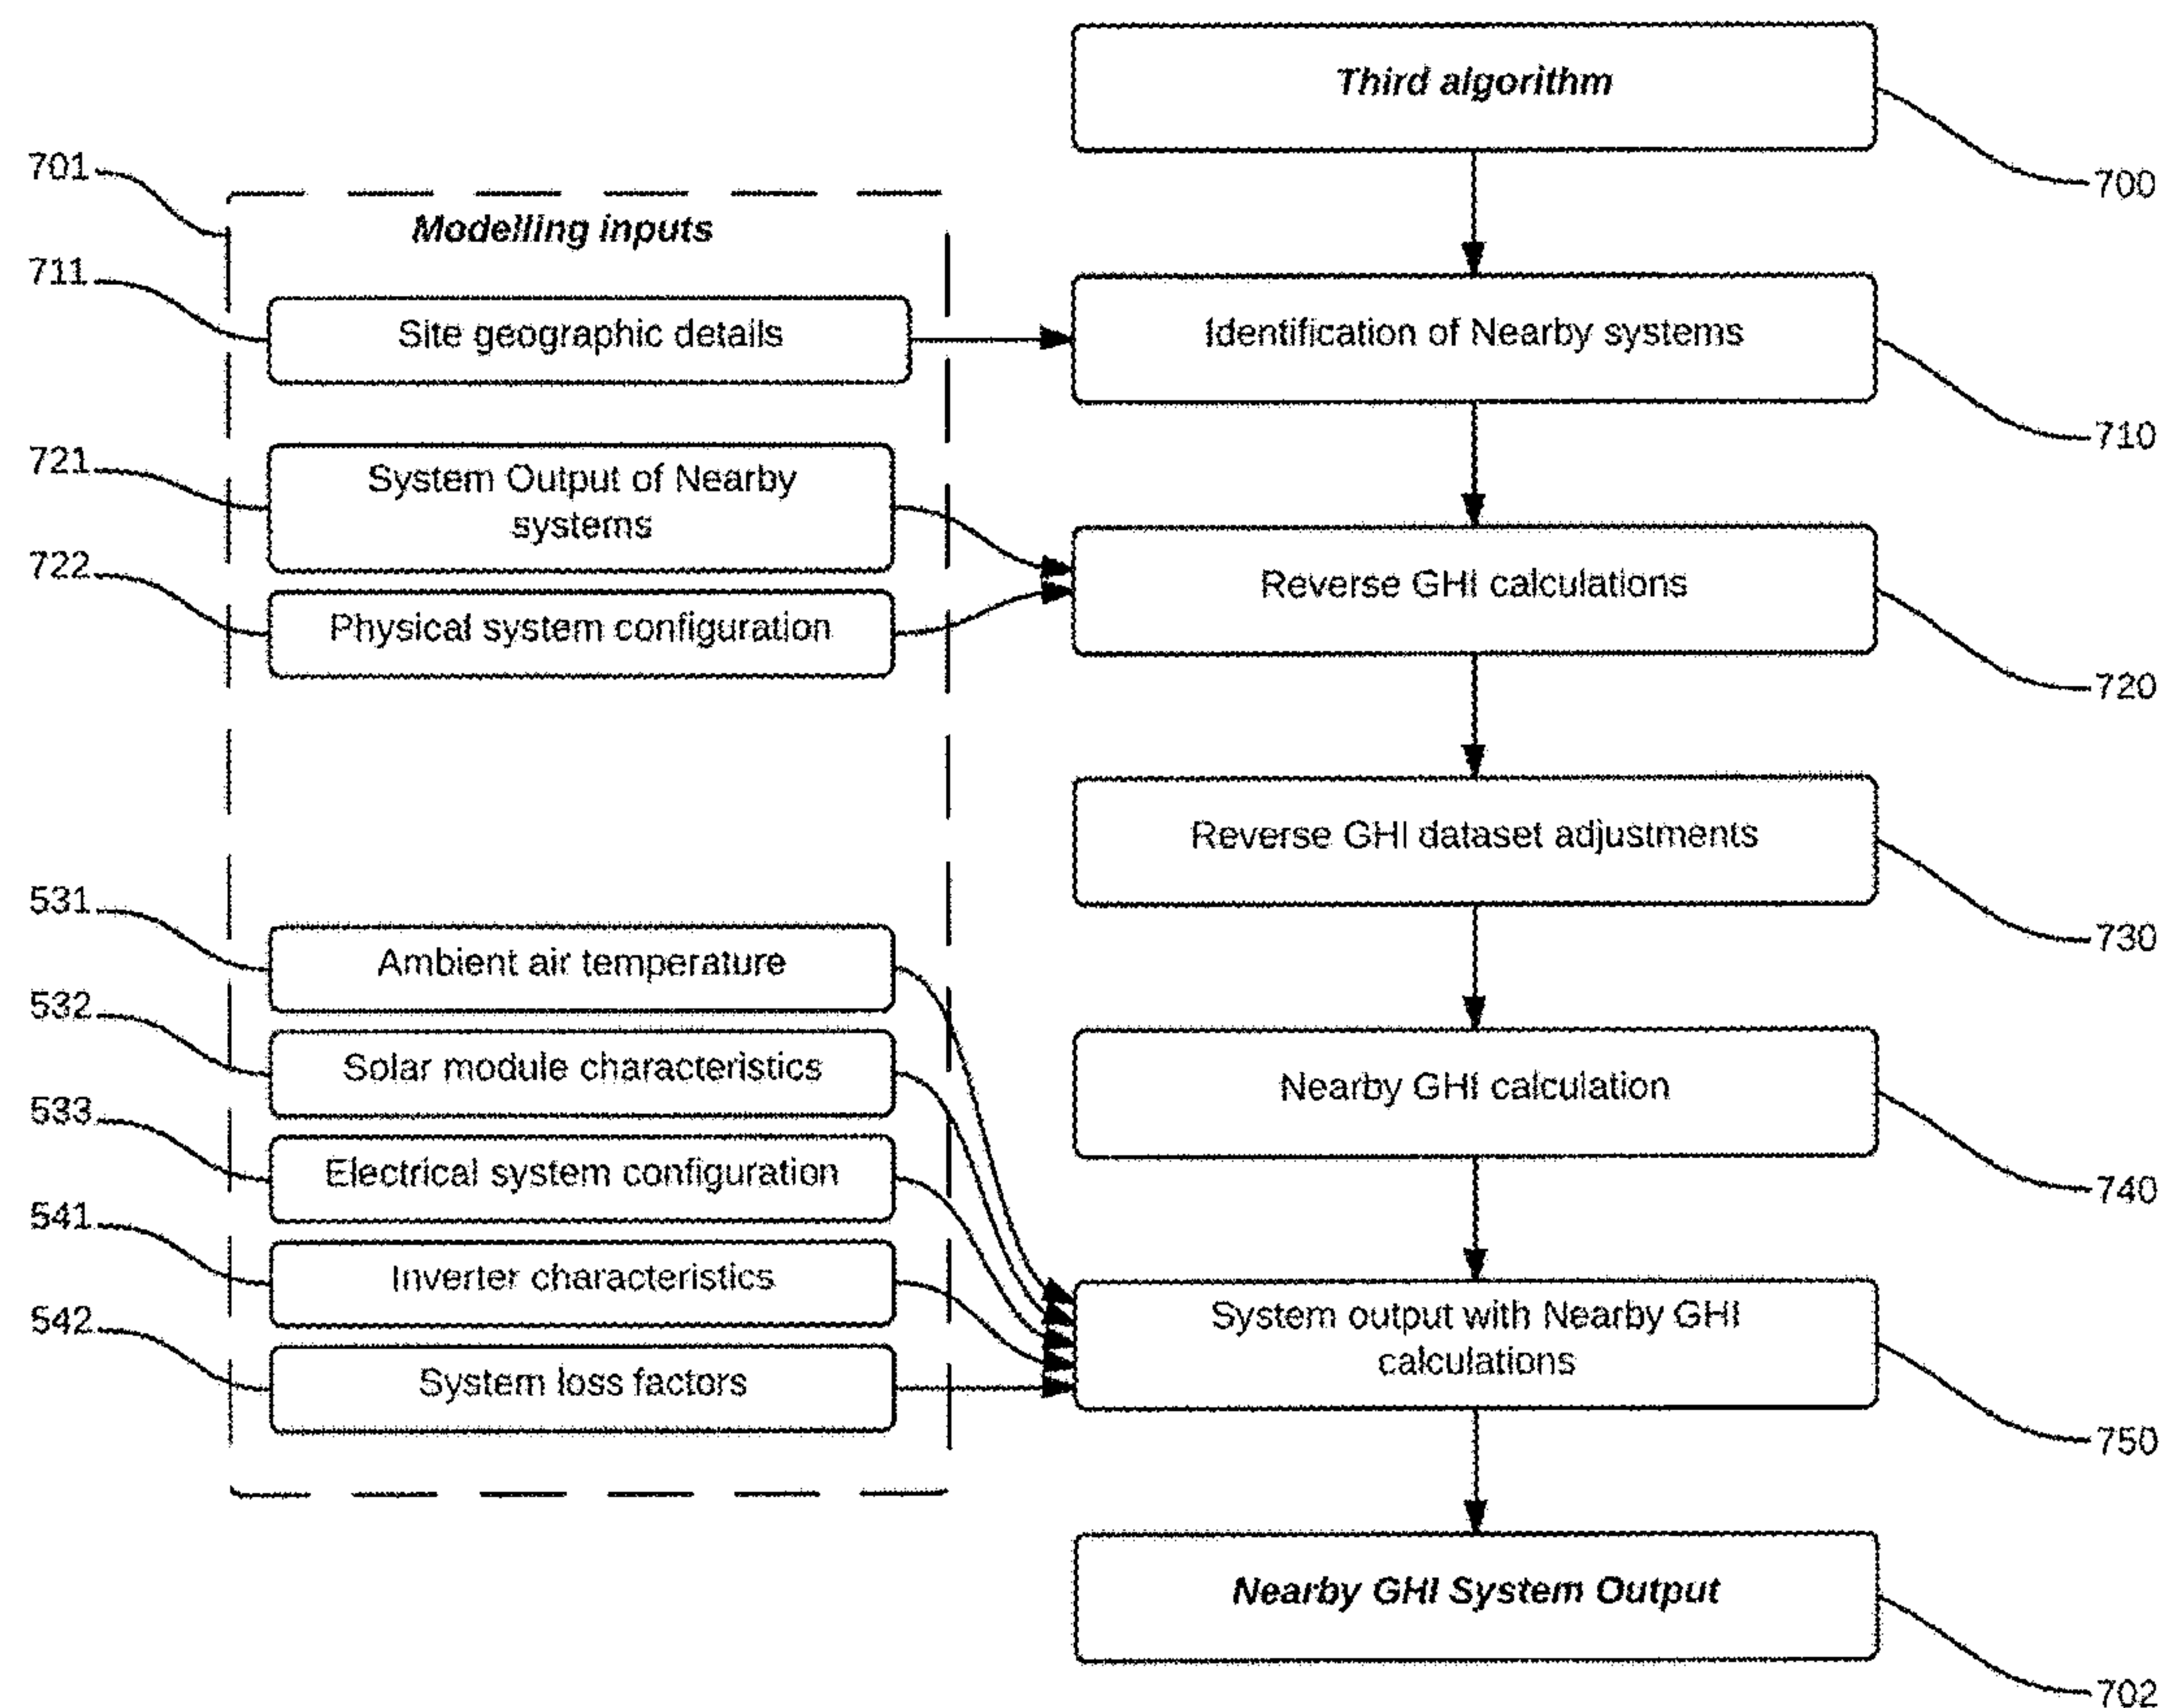 Third algorithm
700
701
Modelling inputs
711
Site geographic details
Identification of Nearby systems
710
721
System Output of Nearby
systems
722
Physical system configuration
Reverse GHI calculations
720
Reverse GHI dataset adjustments
730
531
Ambient air temperature
532
Solar module characteristics
Nearby GHI calculation
740
533
Electrical system configuration
541
Inverter characteristics
542
System loss factors
System output with Nearby GHI
calculations
750
Nearby GHI System Output
702